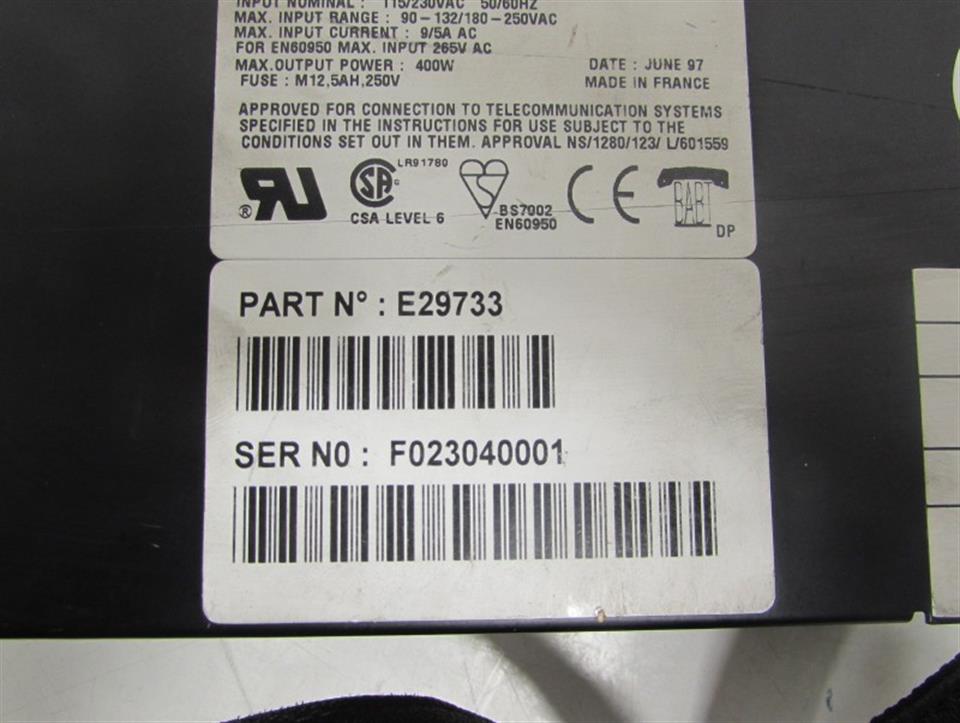 INPUT NOMINAL : 115/230VAC 50/60HZ
MAX. INPUT RANGE : 90-132/180-250VAC
MAX. INPUT CURRENT : 9/5A AC
FOR EN60950 MAX. INPUT 265V AC
MAX.OUTPUT POWER : 400W
FUSE : M12,5AH,250V
DATE : JUNE 97
MADE IN FRANCE
APPROVED FOR CONNECTION TO TELECOMMUNICATION SYSTEMS
SPECIFIED IN THE INSTRUCTIONS FOR USE SUBJECT TO THE
CONDITIONS SET OUT IN THEM. APPROVAL NS/1280/123/ L/601559
LR91780
CSA LEVEL 6
BS7002
EN60950
CE
BABT
DP
PART N° : E29733
SER N0 : F023040001